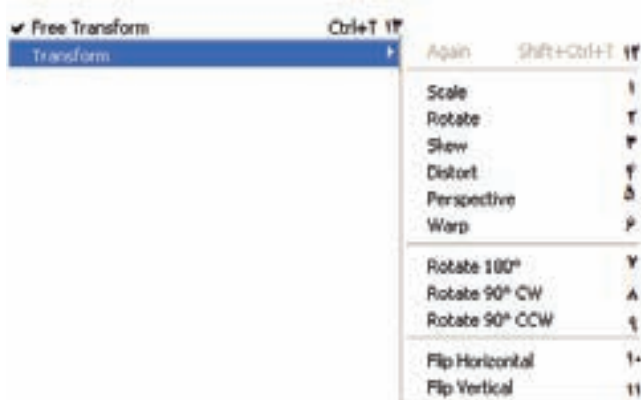 ✔ Free Transform Ctrl+T ۱۳
Transform
Again Shift+Ctrl+T ۱۲
Scale ۱
Rotate ۲
Skew ۳
Distort ۴
Perspective ۵
Warp ۶
Rotate 180° ۷
Rotate 90° CW ۸
Rotate 90° CCW ۹
Flip Horizontal ۱۰
Flip Vertical ۱۱